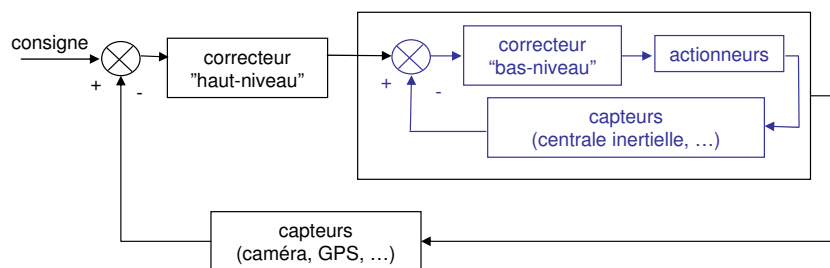 consigne
+
-
correcteur
"haut-niveau"
+
-
correcteur
“bas-niveau”
actionneurs
capteurs
(centrale inertielle, …)
capteurs
(caméra, GPS, …)